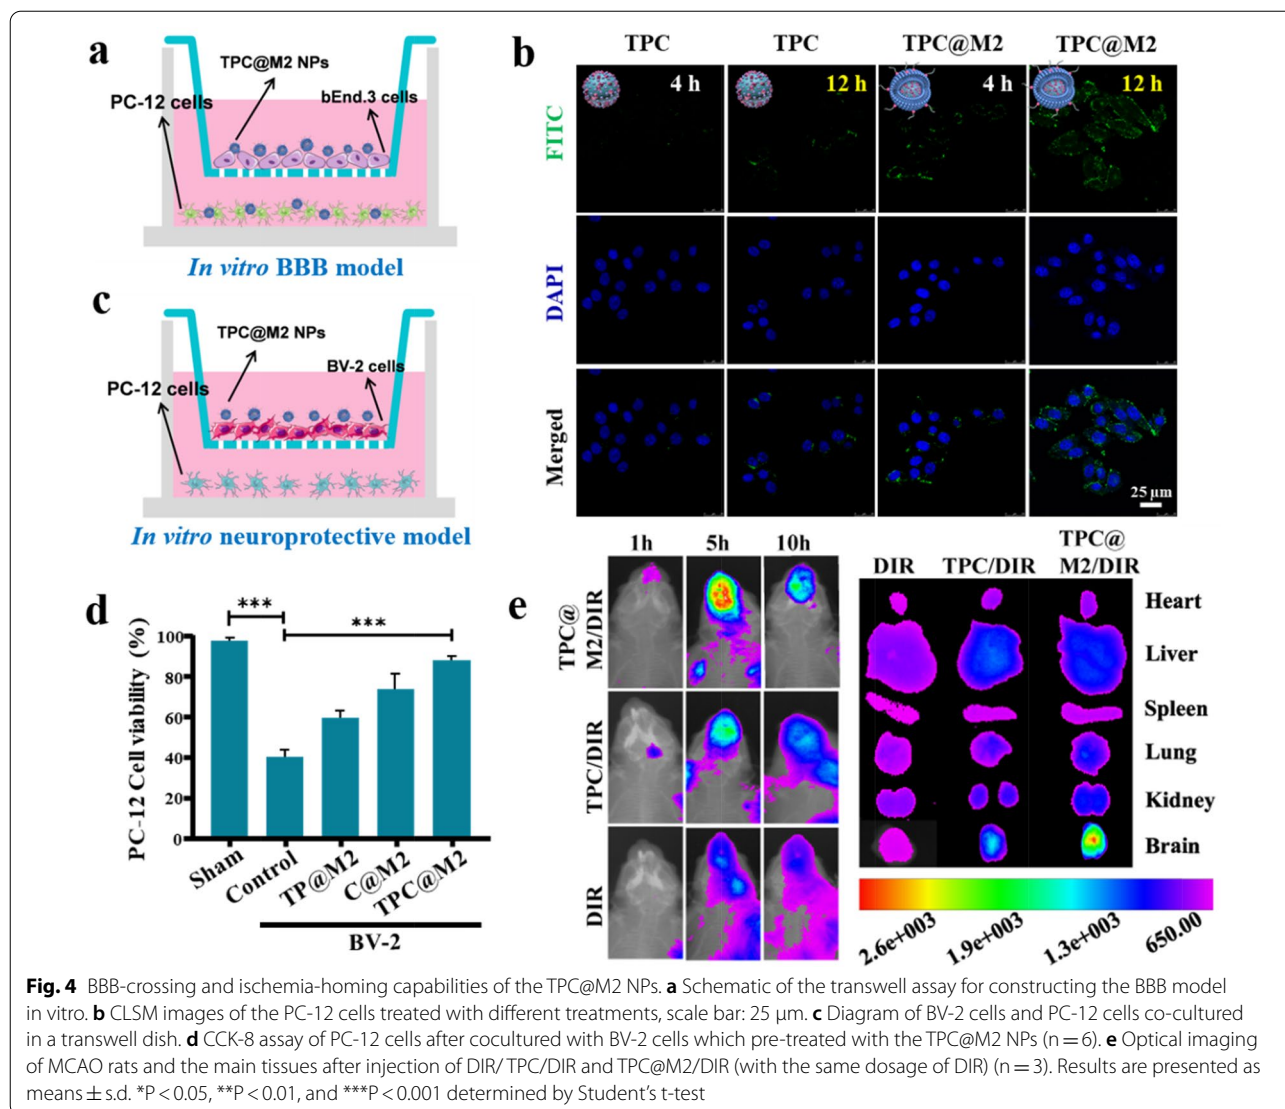 a
TPC@M2 NPs
PC-12 cells
bEnd.3 cells
In vitro BBB model
b
TPC TPC TPC@M2 TPC@M2
4 h 12 h 4 h 12 h
FITC
DAPI
Merged
25 µm
c
TPC@M2 NPs
BV-2 cells
PC-12 cells
In vitro neuroprotective model
d
*** ***
PC-12 Cell viability (%)
100
80
60
40
20
0
Sham Control TP@M2 C@M2 TPC@M2
BV-2
e
1h 5h 10h
TPC@
M2/DIR
TPC/DIR
DIR
DIR TPC/DIR TPC@
M2/DIR
Heart
Liver
Spleen
Lung
Kidney
Brain
2.6e+003 1.9e+003 1.3e+003 650.00
Fig. 4 BBB-crossing and ischemia-homing capabilities of the TPC@M2 NPs. a Schematic of the transwell assay for constructing the BBB model
in vitro. b CLSM images of the PC-12 cells treated with different treatments, scale bar: 25 µm. c Diagram of BV-2 cells and PC-12 cells co-cultured
in a transwell dish. d CCK-8 assay of PC-12 cells after cocultured with BV-2 cells which pre-treated with the TPC@M2 NPs (n = 6). e Optical imaging
of MCAO rats and the main tissues after injection of DIR/ TPC/DIR and TPC@M2/DIR (with the same dosage of DIR) (n = 3). Results are presented as
means ± s.d. *P < 0.05, **P < 0.01, and ***P < 0.001 determined by Student's t-test